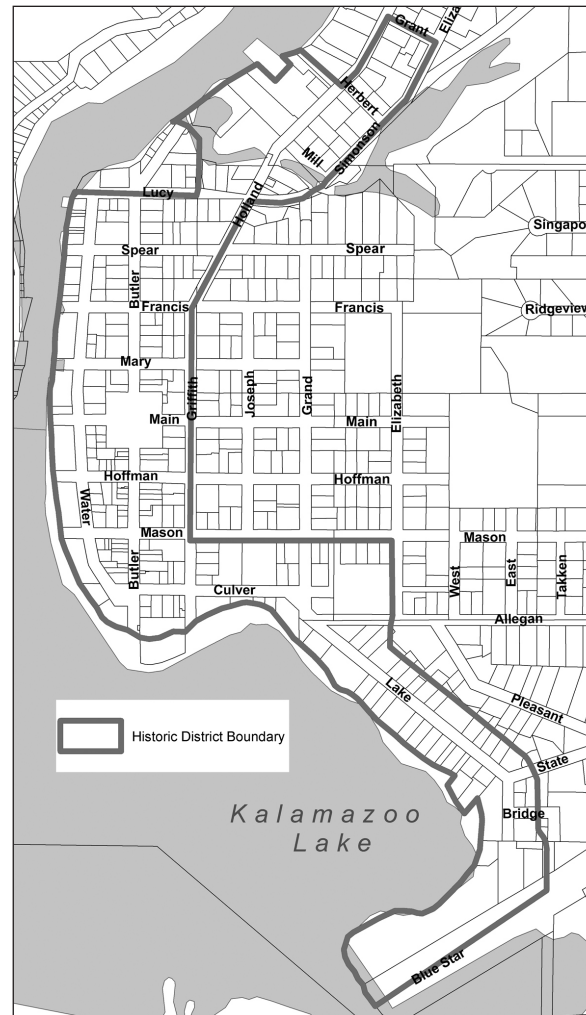 Grant
Eliza
Herbert
Mill
Simonson
Lucy
Holland
Singapo
Spear
Spear
Butler
Francis
Francis
Ridgeview
Mary
Griffith
Joseph
Grand
Elizabeth
Main
Main
Hoffman
Hoffman
Water
Mason
Mason
Butler
Culver
West
East
Takken
Allegan
Lake
Pleasant
State
Historic District Boundary
Bridge
Kalamazoo
Lake
Blue Star